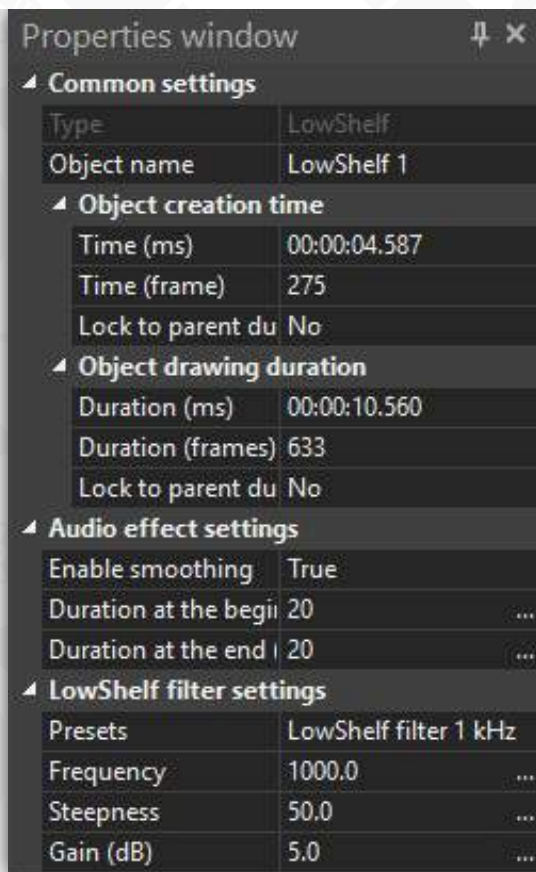 Properties window
Common settings
Type LowShelf
Object name LowShelf 1
Object creation time
Time (ms) 00:00:04.587
Time (frame) 275
Lock to parent du No
Object drawing duration
Duration (ms) 00:00:10.560
Duration (frames) 633
Lock to parent du No
Audio effect settings
Enable smoothing True
Duration at the begii 20 ...
Duration at the end ( 20 ...
LowShelf filter settings
Presets LowShelf filter 1 kHz
Frequency 1000.0 ...
Steepness 50.0 ...
Gain (dB) 5.0 ...